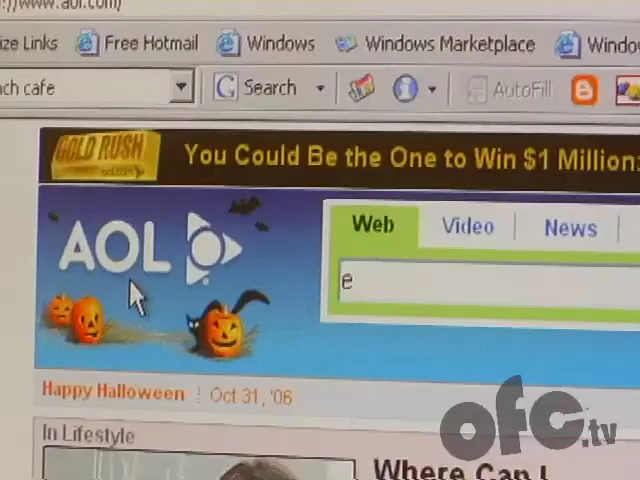 ://www.aol.com/
ize Links Free Hotmail Windows Windows Marketplace Windo
ch cafe G Search AutoFill
GOLD RUSH You Could Be the One to Win $1 Million:
aol.com
AOL
Web Video News
e
Happy Halloween Oct 31, '06
In Lifestyle
Where Can I
ofc.tv